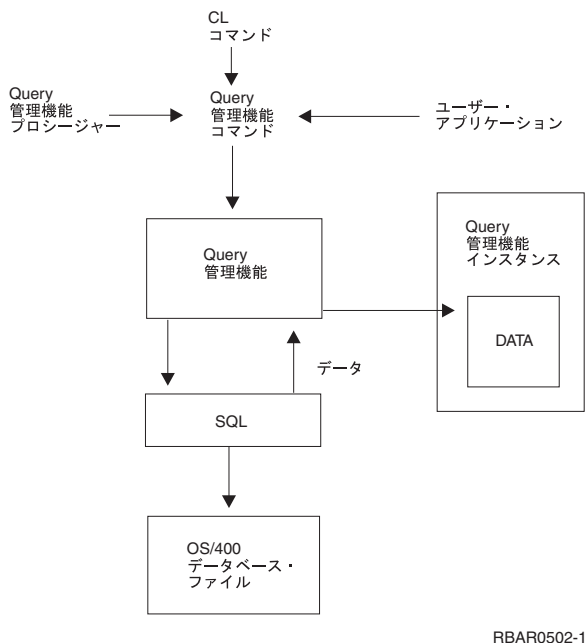 CL
コマンド
Query
管理機能
プロシージャー
Query
管理機能
コマンド
ユーザー・
アプリケーション
Query
管理機能
Query
管理機能
インスタンス
DATA
データ
SQL
OS/400
データベース・
ファイル
RBAR0502-1